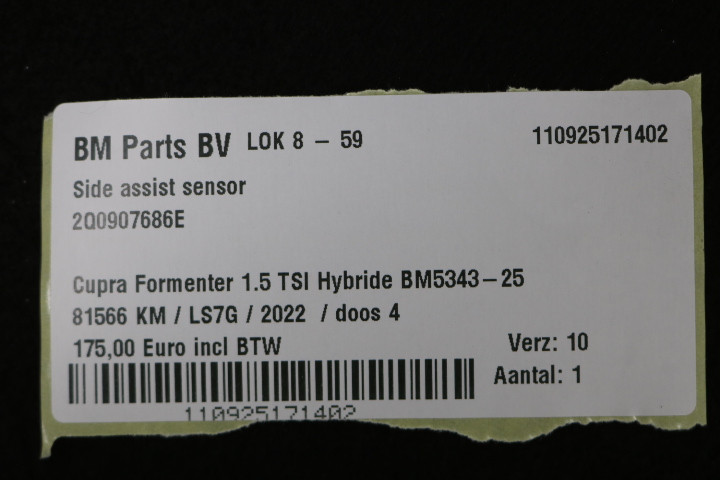 BM Parts BV LOK 8 – 59 110925171402
Side assist sensor
2Q0907686E
Cupra Formenter 1.5 TSI Hybride BM5343–25
81566 KM / LS7G / 2022 / doos 4
175,00 Euro incl BTW Verz: 10
Aantal: 1
110925171402